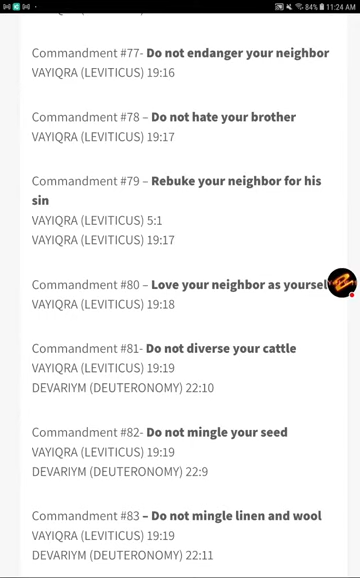 84% 11:24 AM
Commandment #77- Do not endanger your neighbor
VAYIQRA (LEVITICUS) 19:16
Commandment #78 – Do not hate your brother
VAYIQRA (LEVITICUS) 19:17
Commandment #79 – Rebuke your neighbor for his
sin
VAYIQRA (LEVITICUS) 5:1
VAYIQRA (LEVITICUS) 19:17
Commandment #80 – Love your neighbor as yoursel
VAYIQRA (LEVITICUS) 19:18
Commandment #81- Do not diverse your cattle
VAYIQRA (LEVITICUS) 19:19
DEVARIYM (DEUTERONOMY) 22:10
Commandment #82- Do not mingle your seed
VAYIQRA (LEVITICUS) 19:19
DEVARIYM (DEUTERONOMY) 22:9
Commandment #83 – Do not mingle linen and wool
VAYIQRA (LEVITICUS) 19:19
DEVARIYM (DEUTERONOMY) 22:11